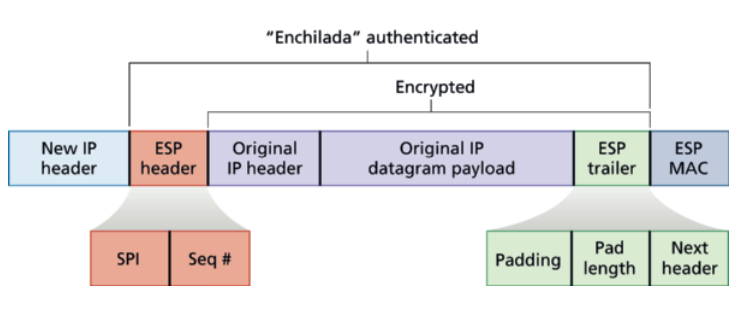 “Enchilada” authenticated
Encrypted
New IP
header
ESP
header
Original
IP header
Original IP
datagram payload
ESP
trailer
ESP
MAC
SPI
Seq #
Padding
Pad
length
Next
header